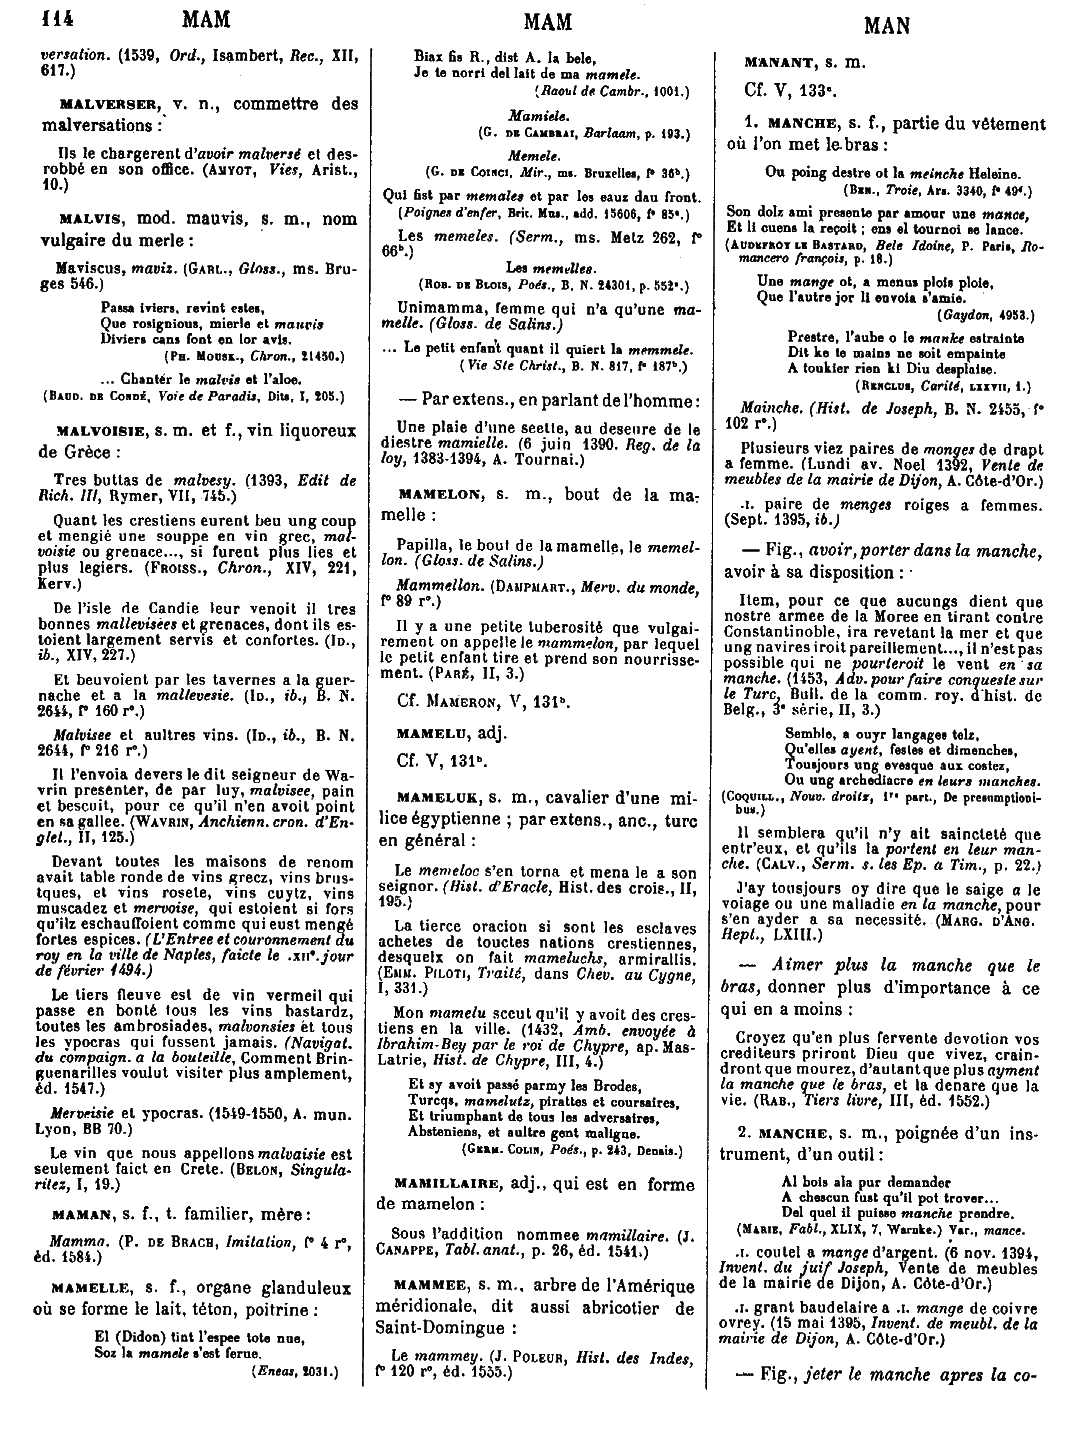 114 MAM MAM MAN
versation. (1539, Ord., Isambert, Rec., XII,
617.)
MALVERSER, v. n., commettre des
malversations :
Ils le chargerent d'avoir malversé et des-
robbé en son office. (AMYOT, Vies, Arist.,
10.)
MALVIS, mod. mauvis, s. m., nom
vulgaire du merle :
Maviscus, maviz. (GARL., Gloss., ms. Bru-
ges 546.)
Passa iviers, revint estes,
Que rosignious, mierle et mauvis
Diviers cans font en lor avis.
(PH. MOUSK., Chron., 21450.)
... Chanter le malvis et l'aloe.
(BAUD. DE CONDÉ, Voie de Paradis, Dits, I, 205.)
MALVOISIE, s. m. et f., vin liquoreux
de Grèce :
Tres buttas de malvesy. (1393, Edit de
Rich. III, Rymer, VII, 745.)
Quant les crestiens eurent beu ung coup
et mengié une souppe en vin grec, mal-
voisie ou grenace..., si furent plus lies et
plus legiers. (FROISS., Chron., XIV, 221,
Kerv.)
De l'isle de Candie leur venoit il tres
bonnes mallevisées et grenaces, dont ils es-
toient largement servis et confortes. (ID.,
ib., XIV, 227.)
Et beuvoient par les tavernes a la guer-
nache et a la mallevesie. (ID., ib., B. N.
2644, f° 160 r°.)
Malvisee et aultres vins. (ID., ib., B. N.
2644, f° 216 r°.)
Il l'envoia devers le dit seigneur de Wa-
vrin presenter, de par luy, malvisee, pain
et bescuit, pour ce qu'il n'en avoit point
en sa gallee. (WAVRIN, Anchienn. cron. d'En-
glet., II, 125.)
Devant toutes les maisons de renom
avait table ronde de vins grecz, vins brus-
tques, et vins rosete, vins cuytz, vins
muscadez et mervoise, qui estoient si fors
qu'ilz eschauffoient comme qui eust mengé
fortes espices. (L'Entree et couronnement du
roy en la ville de Naples, faicte le .xiie. jour
de février 1494.)
Le tiers fleuve est de vin vermeil qui
passe en bonté tous les vins bastardz,
toutes les ambrosiades, malvonsies et tous
les ypocras qui fussent jamais. (Navigat.
du compaign. a la bouteille, Comment Brin-
guenarilles voulut visiter plus amplement,
éd. 1547.)
Merveisie et ypocras. (1549-1550, A. mun.
Lyon, BB 70.)
Le vin que nous appellons malvaisie est
seulement faict en Crete. (BELON, Singula-
ritez, I, 19.)
MAMAN, s. f., t. familier, mère :
Mamma. (P. DE BRACH, Imitation, f° 4 r°,
éd. 1584.)
MAMELLE, s. f., organe glanduleux
où se forme le lait, téton, poitrine :
El (Didon) tint l'espee tote nue,
Soz la mamele s'est ferue.
(Eneas, 2031.)
Biax fis R., dist A. la bele,
Je te norri del lait de ma mamele.
(Raoul de Cambr., 1001.)
Mamiele.
(G. DE CAMBRAI, Barlaam, p. 193.)
Memele.
(G. DE COINCI, Mir., ms. Bruxelles, f° 36b.)
Qui fist par memales et par les eaux dau front.
(Poignes d'enfer, Brit. Mus., add. 15606, f° 85a.)
Les memeles. (Serm., ms. Metz 262, f°
66b.)
Les memelles.
(ROB. DE BLOIS, Poés., B. N. 24301, p. 552a.)
Unimamma, femme qui n'a qu'une ma-
melle. (Gloss. de Salins.)
... Le petit enfant quant il quiert la memmele.
(Vie Ste Christ., B. N. 817, f° 187b.)
— Par extens., en parlant de l'homme :
Une plaie d'une seette, au deseure de le
diestre mamielle. (6 juin 1390. Reg. de la
loy, 1383-1394, A. Tournai.)
MAMELON, s. m., bout de la ma-
melle :
Papilla, le bout de la mamelle, le memel-
lon. (Gloss. de Salins.)
Mammellon. (DAMPMART., Merv. du monde,
f° 89 r°.)
Il y a une petite tuberosité que vulgai-
rement on appelle le mammelon, par lequel
le petit enfant tire et prend son nourrisse-
ment. (PARÉ, II, 3.)
Cf. MAMERON, V, 131b.
MAMELU, adj.
Cf. V, 131b.
MAMELUK, s. m., cavalier d'une mi-
lice égyptienne ; par extens., anc., turc
en général :
Le memeloc s'en torna et mena le a son
seignor. (Hist. d'Eracle, Hist. des croie., II,
195.)
La tierce oracion si sont les esclaves
achetes de touctes nations crestiennes,
desquelx on fait mameluchs, armirallis.
(EMM. PILOTI, Traité, dans Chev. au Cygne,
I, 331.)
Mon mamelu sceut qu'il y avoit des cres-
tiens en la ville. (1432, Amb. envoyée à
Ibrahim-Bey par le roi de Chypre, ap. Mas-
Latrie, Hist. de Chypre, III, 4.)
Et sy avoit passé parmy les Brodes,
Turcqs, mamelutz, pirattes et coursaires,
Et triumphant de tous les adversaires,
Absteniens, et aultre gent maligne.
(GERM. COLIN, Poés., p. 243, Denais.)
MAMILLAIRE, adj., qui est en forme
de mamelon :
Sous l'addition nommee mamillaire. (J.
CANAPPE, Tabl. anat., p. 26, éd. 1541.)
MAMMEE, s. m., arbre de l'Amérique
méridionale, dit aussi abricotier de
Saint-Domingue :
Le mammey. (J. POLEUR, Hist. des Indes,
f° 120 r°, éd. 1555.)
MANANT, s. m.
Cf. V, 133c.
1. MANCHE, s. f., partie du vêtement
où l'on met le bras :
Ou poing destre ot la meinche Heleine.
(BEN., Troie, Ars. 3340, f° 49d.)
Son dolz ami presente par amour une mance,
Et li cuens la reçoit ; ens el tournoi se lance.
(AUDEFROY LE BASTARD, Bele Idoine, P. Paris, Ro-
mancero françois, p. 18.)
Une mange ot, a menus plois ploie,
Que l'autre jor li envoia s'amie.
(Gaydon, 4953.)
Prestre, l'aube o le manke estrainte
Dit ke te mains ne soit empainte
A toukier rien ki Diu desplaise.
(RENCLUS, Carité, LXXVII, 1.)
Mainche. (Hist. de Joseph, B. N. 2455, f°
102 r°.)
Plusieurs viez paires de monges de drapt
a femme. (Lundi av. Noel 1392, Vente de
meubles de la mairie de Dijon, A. Côte-d'Or.)
.I. paire de menges roiges a femmes.
(Sept. 1395, ib.)
— Fig., avoir, porter dans la manche,
avoir à sa disposition :
Item, pour ce que aucungs dient que
nostre armee de la Moree en tirant contre
Constantinoble, ira revetant la mer et que
ung navires iroit pareillement..., il n'est pas
possible qui ne pourteroit le vent en sa
manche. (1453, Adv. pour faire conqueste sur
le Turc, Bull. de la comm. roy. d'hist. de
Belg., 3e série, II, 3.)
Semble, a ouyr langages telz,
Qu'elles ayent, festes et dimenches,
Tousjours ung evesque aux costez,
Ou ung archediacre en leurs manches.
(COQUILL., Nouv. droitz, 1re part., De presumptioni-
bus.)
Il semblera qu'il n'y ait saincteté que
entr'eux, et qu'ils la portent en leur man-
che. (CALV., Serm. s. les Ep. a Tim., p. 22.)
J'ay tousjours oy dire que le saige a le
voiage ou une malladie en la manche, pour
s'en ayder a sa necessité. (MARG. D'ANG.
Hept., LXIII.)
— Aimer plus la manche que le
bras, donner plus d'importance à ce
qui en a moins :
Croyez qu'en plus fervente devotion vos
crediteurs priront Dieu que vivez, crain-
dront que mourez, d'autant que plus ayment
la manche que le bras, et la denare que la
vie. (RAB., Tiers livre, III, éd. 1552.)
2. MANCHE, s. m., poignée d'un ins-
trument, d'un outil :
Al bois ala pur demander
A chescun fust qu'il pot trover...
Del quel il puisse manche prendre.
(MARIE, Fabl., XLIX, 7, Warnke.) Var., mance.
.I. coutel a mange d'argent. (6 nov. 1394,
Invent. du juif Joseph, Vente de meubles
de la mairie de Dijon, A. Côte-d'Or.)
.I. grant baudelaire a .I. mange de coivre
ovrey. (15 mai 1395, Invent. de meubl. de la
mairie de Dijon, A. Côte-d'Or.)
— Fig., jeter le manche apres la co-